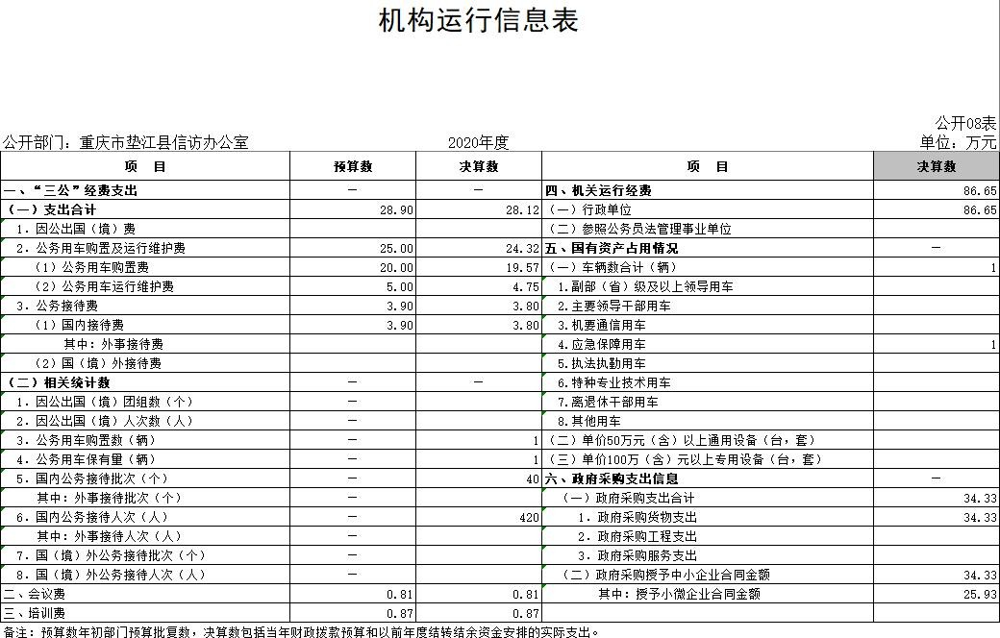 机构运行信息表
公开08表
公开部门：重庆市垫江县信访办公室 2020年度 单位：万元
项 目 预算数 决算数 项 目 决算数
一、“三公”经费支出 — — 四、机关运行经费 86.65
（一）支出合计 28.90 28.12 （一）行政单位 86.65
1．因公出国（境）费 （二）参照公务员法管理事业单位
2．公务用车购置及运行维护费 25.00 24.32 五、国有资产占用情况 —
（1）公务用车购置费 20.00 19.57 （一）车辆数合计（辆） 1
（2）公务用车运行维护费 5.00 4.75 1.副部（省）级及以上领导用车
3．公务接待费 3.90 3.80 2.主要领导干部用车
（1）国内接待费 3.90 3.80 3.机要通信用车
其中：外事接待费 4.应急保障用车 1
（2）国（境）外接待费 5.执法执勤用车
（二）相关统计数 — — 6.特种专业技术用车
1．因公出国（境）团组数（个） — 7.离退休干部用车
2．因公出国（境）人次数（人） — 8.其他用车
3．公务用车购置数（辆） — 1 （二）单价50万元（含）以上通用设备（台，套）
4．公务用车保有量（辆） — 1 （三）单价100万（含）元以上专用设备（台，套）
5．国内公务接待批次（个） — 40 六、政府采购支出信息 —
其中：外事接待批次（个） — （一）政府采购支出合计 34.33
6．国内公务接待人次（人） — 420 1．政府采购货物支出 34.33
其中：外事接待人次（人） — 2．政府采购工程支出
7．国（境）外公务接待批次（个） — 3．政府采购服务支出
8．国（境）外公务接待人次（人） — （二）政府采购授予中小企业合同金额 34.33
二、会议费 0.81 0.81 其中：授予小微企业合同金额 25.93
三、培训费 0.87 0.87
备注：预算数年初部门预算批复数，决算数包括当年财政拨款预算和以前年度结转结余资金安排的实际支出。